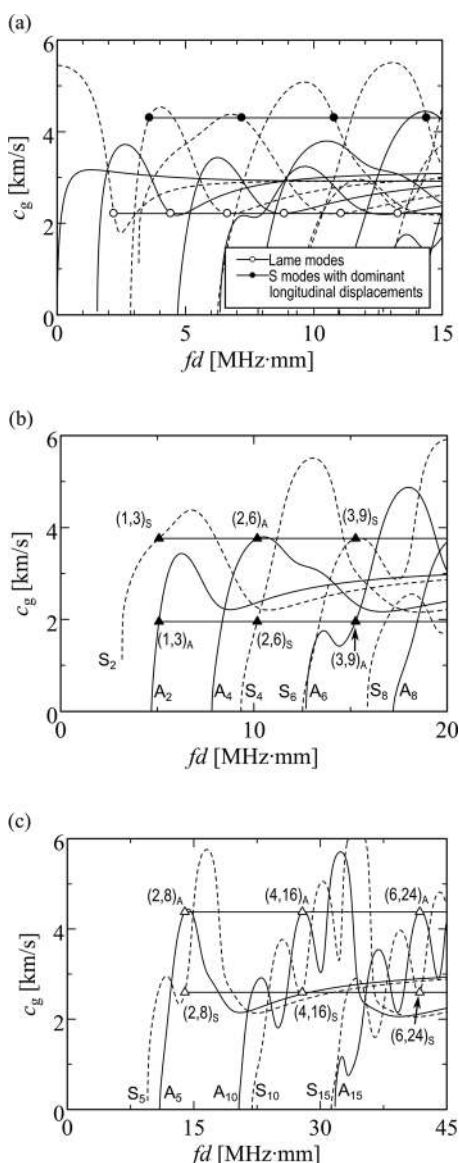 (a)
6
4
2
0
c_g [km/s]
Lame modes
S modes with dominant
longitudinal displacements
0 5 10 15
fd [MHz·mm]
(b)
6
4
2
0
c_g [km/s]
(1,3)_S (2,6)_A (3,9)_S
(1,3)_A (2,6)_S (3,9)_A
S_2 A_2 A_4 S_4 S_6 A_6 S_8 A_8
0 10 20
fd [MHz·mm]
(c)
6
4
2
0
c_g [km/s]
(2,8)_A (4,16)_A (6,24)_A
(2,8)_S (4,16)_S (6,24)_S
S_5 A_5 A_10 S_10 S_15 A_15
0 15 30 45
fd [MHz·mm]